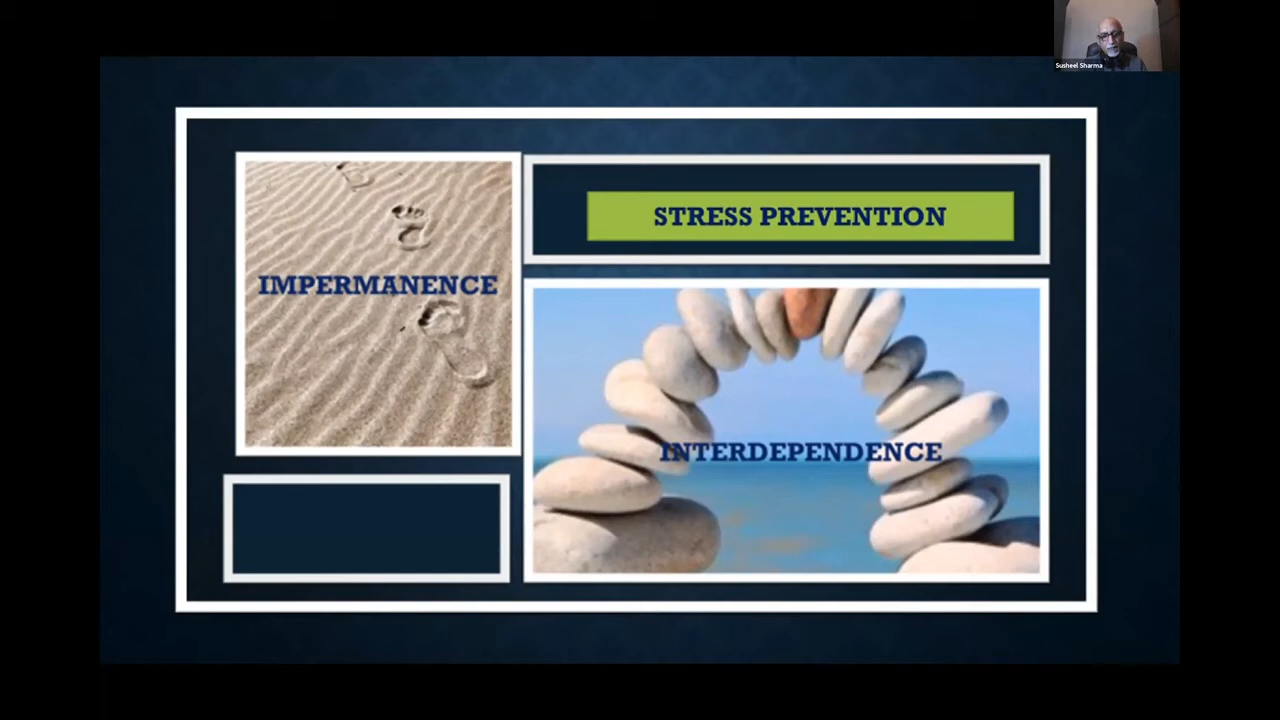 Susheel Sharma
STRESS PREVENTION
IMPERMANENCE
INTERDEPENDENCE